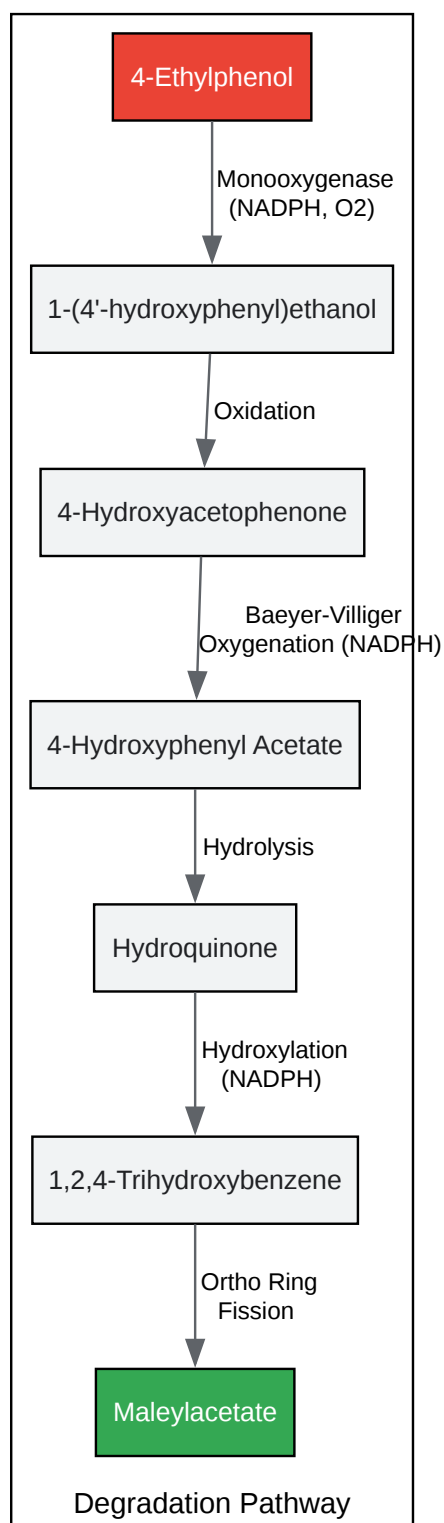 4-Ethylphenol
Monooxygenase
(NADPH, O2)
1-(4'-hydroxyphenyl)ethanol
Oxidation
4-Hydroxyacetophenone
Baeyer-Villiger
Oxygenation (NADPH)
4-Hydroxyphenyl Acetate
Hydrolysis
Hydroquinone
Hydroxylation
(NADPH)
1,2,4-Trihydroxybenzene
Ortho Ring
Fission
Maleylacetate
Degradation Pathway